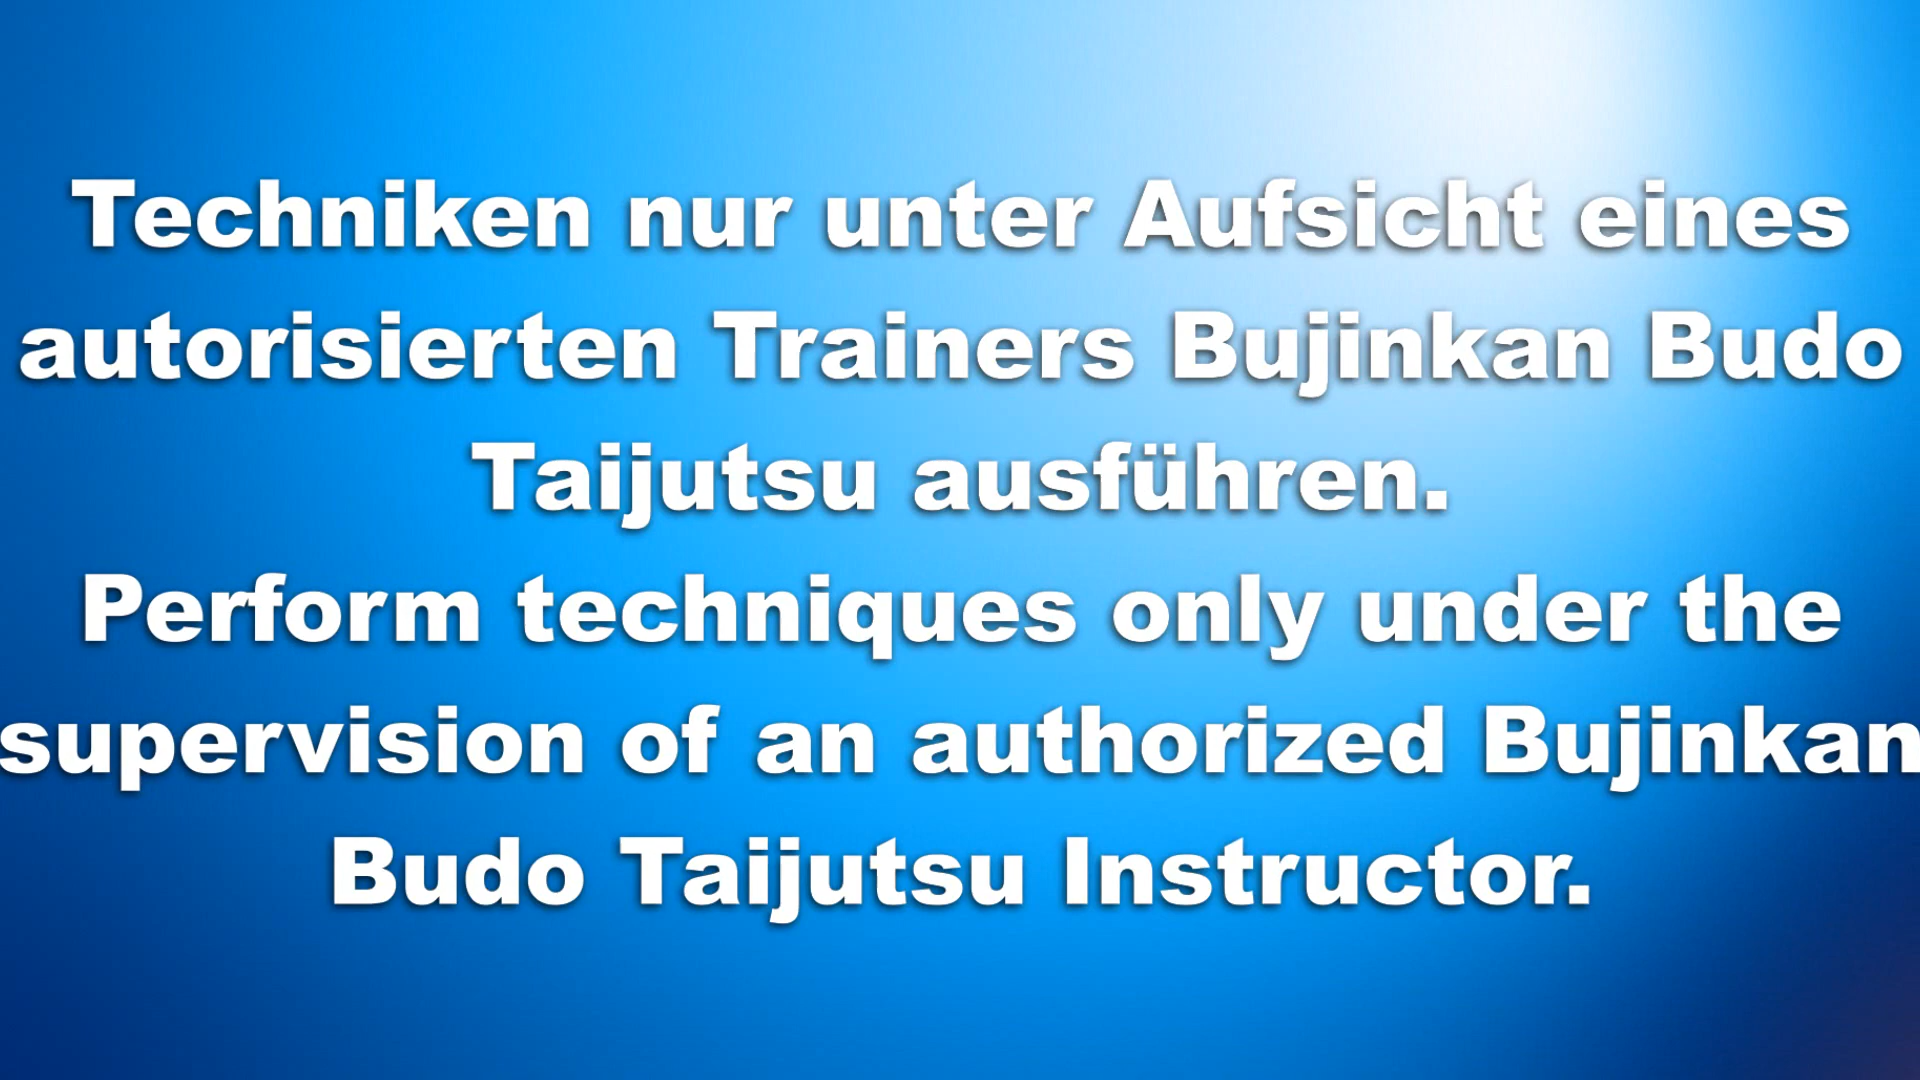 Techniken nur unter Aufsicht eines
autorisierten Trainers Bujinkan Budo
Taijutsu ausführen.
Perform techniques only under the
supervision of an authorized Bujinkan
Budo Taijutsu Instructor.